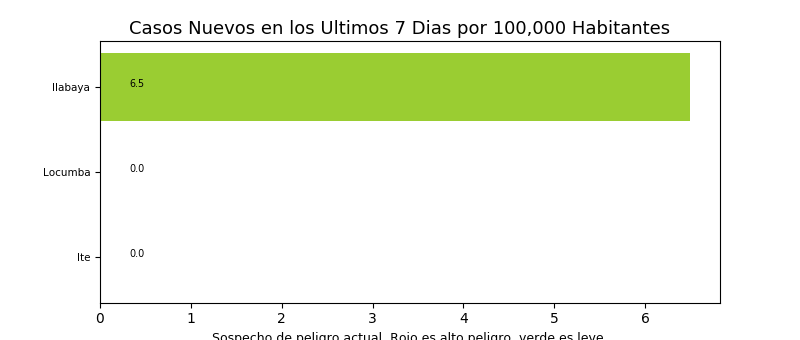 Casos Nuevos en los Ultimos 7 Dias por 100,000 Habitantes
Ilabaya
6.5
Locumba
0.0
Ite
0.0
0 1 2 3 4 5 6
Sospecho de peligro actual. Rojo es alto peligro, verde es leve